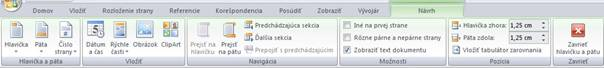 Domov Vložiť Rozloženie strany Referencie Korešpondencia Posúdiť Zobraziť Vývojár Návrh
Hlavička Päta Číslo strany Dátum a čas Rýchle časti Obrázok ClipArt Prejsť na hlavičku Prejsť na pätu
Predchádzajúca sekcia
Ďalšia sekcia
Prepojiť s predchádzajúcim
Iné na prvej strane
Rôzne párne a nepárne strany
Zobraziť text dokumentu
Hlavička zhora: 1,25 cm
Päta zdola: 1,25 cm
Vložiť tabulátor zarovnania
Zavrieť hlavičku a pätu
Hlavička a päta Vložiť Navigácia Možnosti Pozícia Zavrieť